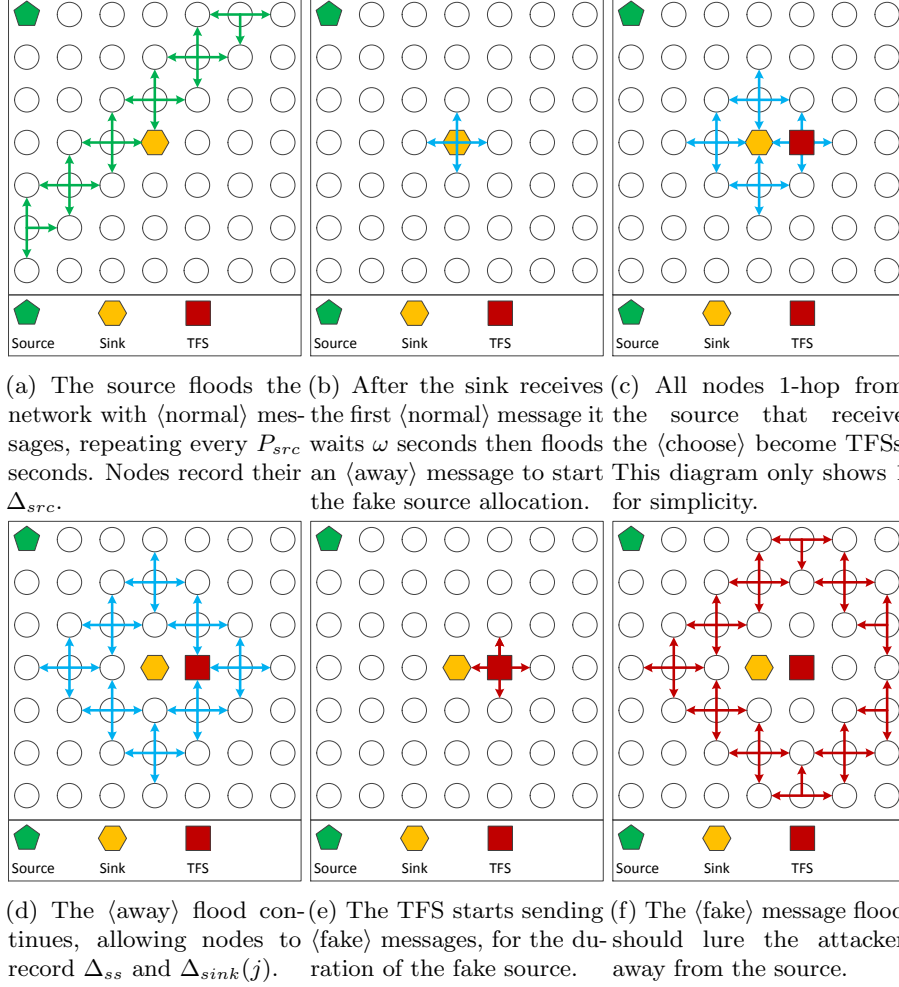 Source Sink TFS
Source Sink TFS
Source Sink TFS
(a) The source floods the
network with ⟨normal⟩ mes-
sages, repeating every P_src
seconds. Nodes record their
Δ_src.
(b) After the sink receives
the first ⟨normal⟩ message it
waits ω seconds then floods
an ⟨away⟩ message to start
the fake source allocation.
(c) All nodes 1-hop from
the source that receive
the ⟨choose⟩ become TFSs
This diagram only shows 1
for simplicity.
Source Sink TFS
Source Sink TFS
Source Sink TFS
(d) The ⟨away⟩ flood con-
tinues, allowing nodes to
record Δ_ss and Δ_sink(j).
(e) The TFS starts sending
⟨fake⟩ messages, for the du-
ration of the fake source.
(f) The ⟨fake⟩ message flood
should lure the attacker
away from the source.